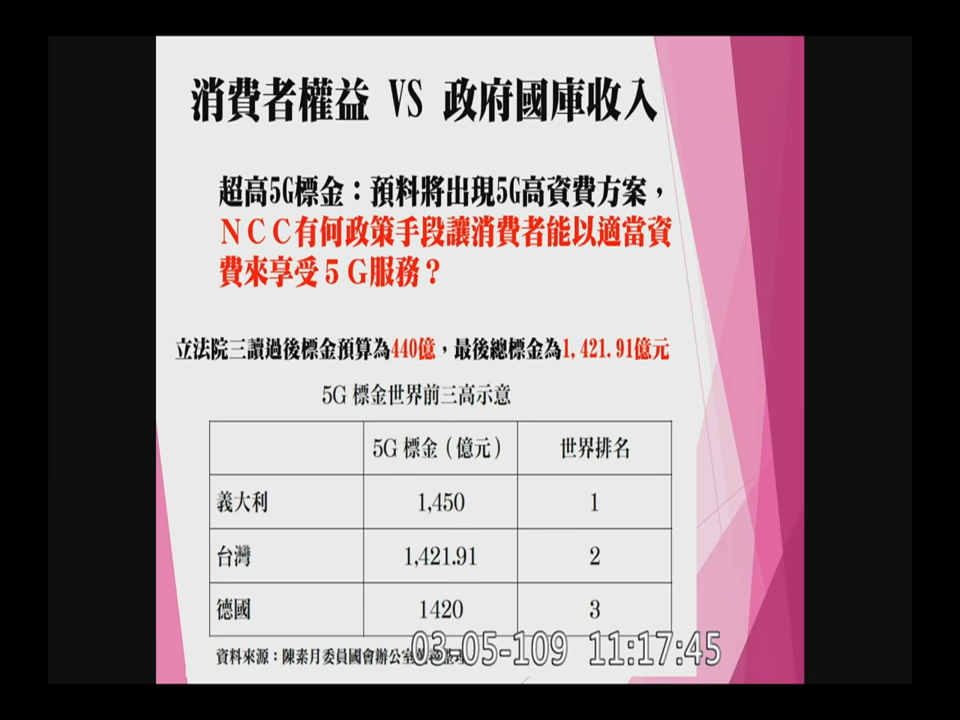 消費者權益 VS 政府國庫收入
超高5G標金：預料將出現5G高資費方案，
ＮＣＣ有何政策手段讓消費者能以適當資
費來享受５Ｇ服務？
立法院三讀過後標金預算為440億，最後總標金為1,421.91億元
5G 標金世界前三高示意
5G 標金（億元） 世界排名
義大利 1,450 1
台灣 1,421.91 2
德國 1420 3
資料來源：陳素月委員國會辦公室
03-05-109 11:17:45